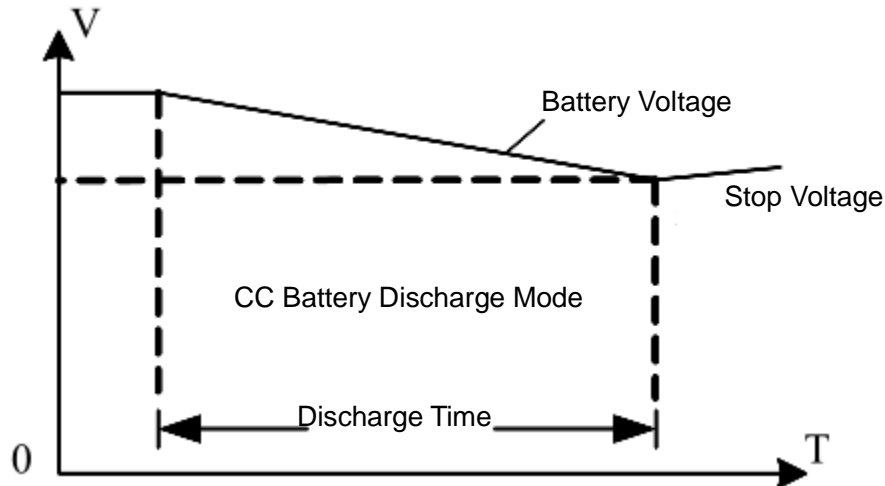 V
Battery Voltage
Stop Voltage
CC Battery Discharge Mode
Discharge Time
0
T